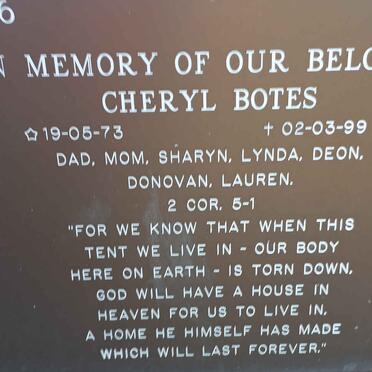 6
MEMORY OF OUR
CHERYL BOTES
☆ 19-05-73 † 02-03-99
DAD, MOM, SHARYN, LYNDA, DEON,
DONOVAN, LAUREN.
2 COR. 5-1
"FOR WE KNOW THAT WHEN THIS
TENT WE LIVE IN - OUR BODY
HERE ON EARTH - IS TORN DOWN,
GOD WILL HAVE A HOUSE IN
HEAVEN FOR US TO LIVE IN,
A HOME HE HIMSELF HAS MADE
WHICH WILL LAST FOREVER."